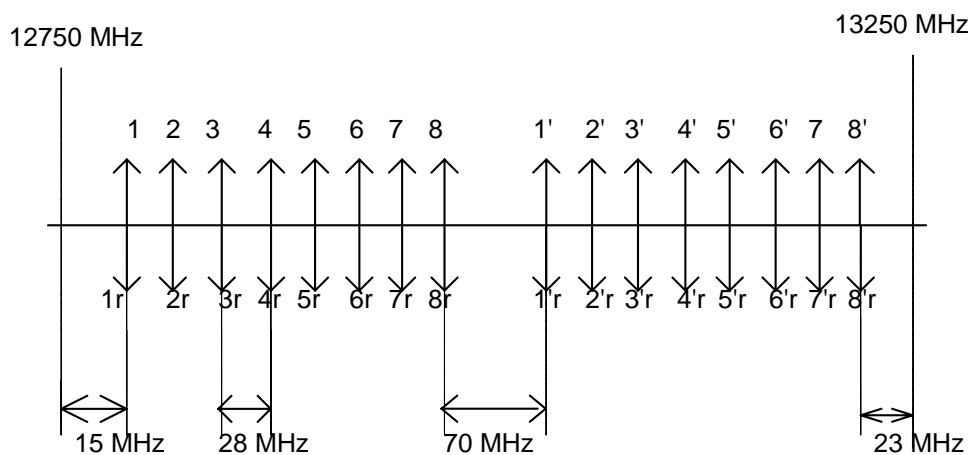 12750 MHz
13250 MHz
1 2 3 4 5 6 7 8 1' 2' 3' 4' 5' 6' 7 8'
1r 2r 3r 4r 5r 6r 7r 8r 1'r 2'r 3'r 4'r 5'r 6'r 7'r 8'r
15 MHz 28 MHz 70 MHz 23 MHz